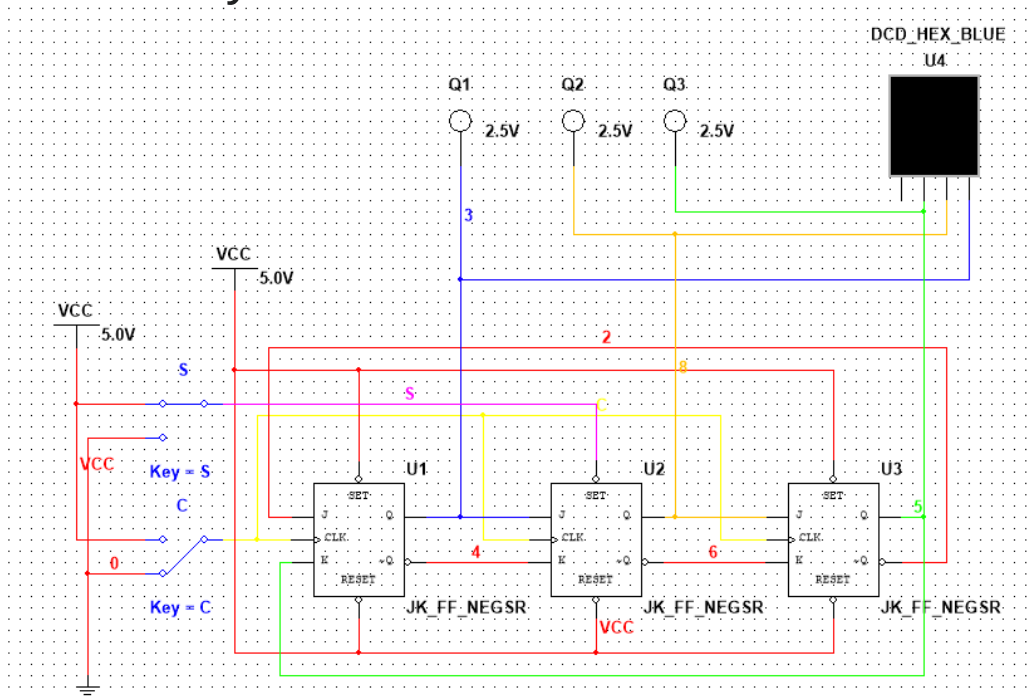 DCD_HEX_BLUE
U4
Q1
Q2
Q3
2.5V
2.5V
2.5V
3
VCC
5.0V
VCC
5.0V
2
S
8
S
C
VCC
Key = S
U1
U2
U3
C
SET
SET
SET
J
Q
J
Q
J
Q
5
CLK
CLK
CLK
0
K
~Q
4
K
~Q
6
K
~Q
RESET
RESET
RESET
Key = C
JK_FF_NEGSR
JK_FF_NEGSR
JK_FF_NEGSR
VCC